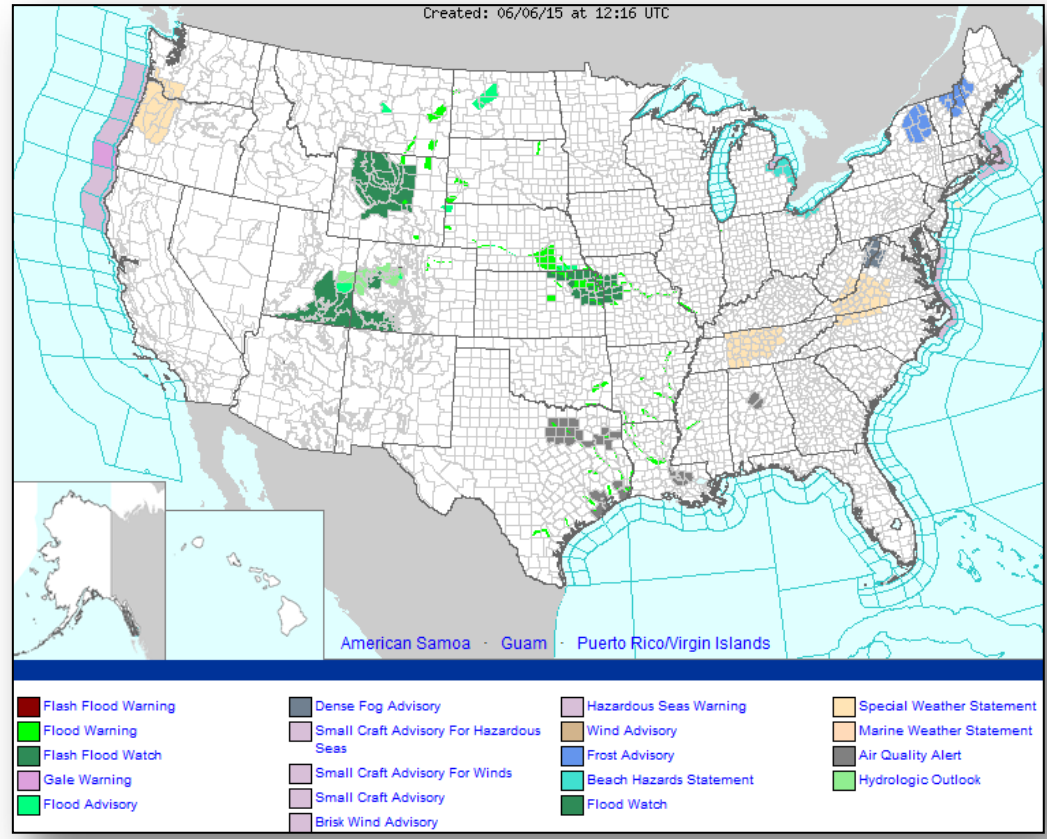 Created: 06/06/15 at 12:16 UTC
American Samoa · Guam · Puerto Rico/Virgin Islands
Flash Flood Warning
Flood Warning
Flash Flood Watch
Gale Warning
Flood Advisory
Dense Fog Advisory
Small Craft Advisory For Hazardous
Seas
Small Craft Advisory For Winds
Small Craft Advisory
Brisk Wind Advisory
Hazardous Seas Warning
Wind Advisory
Frost Advisory
Beach Hazards Statement
Flood Watch
Special Weather Statement
Marine Weather Statement
Air Quality Alert
Hydrologic Outlook